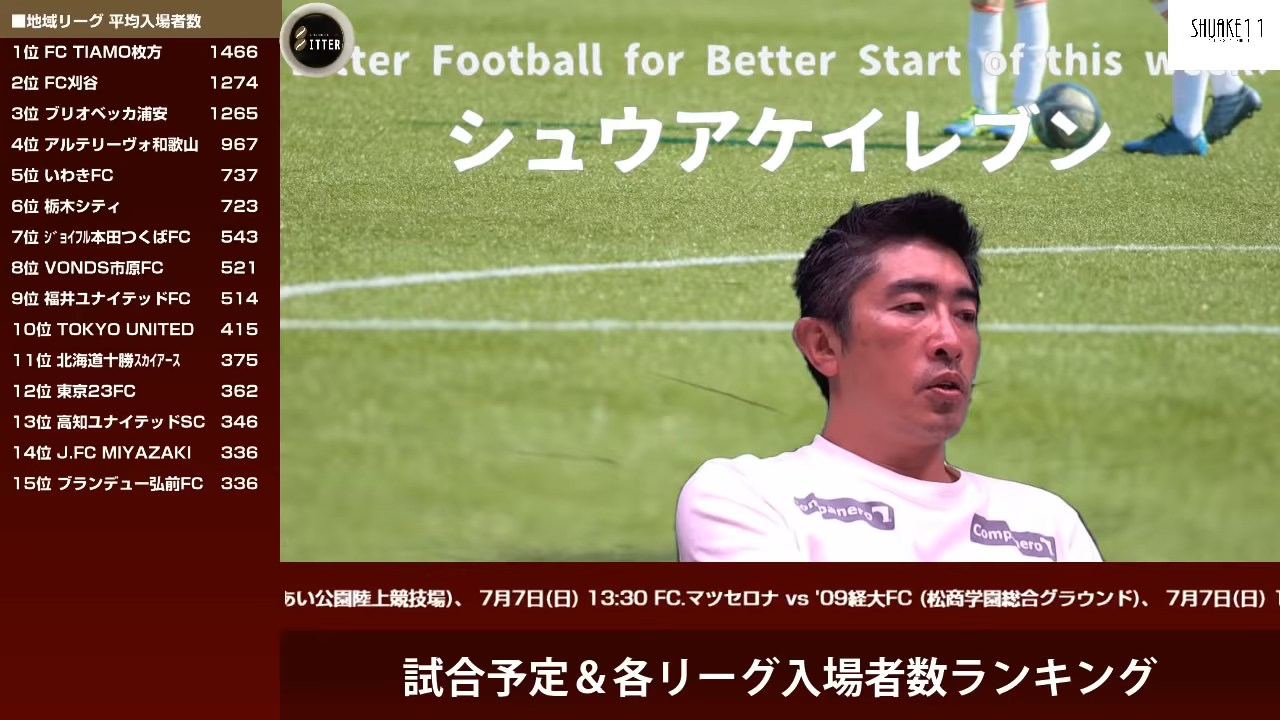 ■地域リーグ 平均入場者数
1位 FC TIAMO枚方 1466
2位 FC刈谷 1274
3位 ブリオベッカ浦安 1265
4位 アルテリーヴォ和歌山 967
5位 いわきFC 737
6位 栃木シティ 723
7位 ｼﾞｮｲﾌﾙ本田つくばFC 543
8位 VONDS市原FC 521
9位 福井ユナイテッドFC 514
10位 TOKYO UNITED 415
11位 北海道十勝ｽｶｲｱｰｽ 375
12位 東京23FC 362
13位 高知ユナイテッドSC 346
14位 J.FC MIYAZAKI 336
15位 ブランデュー弘前FC 336
ITTER
Football for Better Start of this
SHUAKE11
シュウアケイレブン
Companero
あい公園陸上競技場)、 7月7日(日) 13:30 FC.マツセロナ vs '09経大FC (松商学園総合グラウンド)、 7月7日(日) 1
試合予定＆各リーグ入場者数ランキング